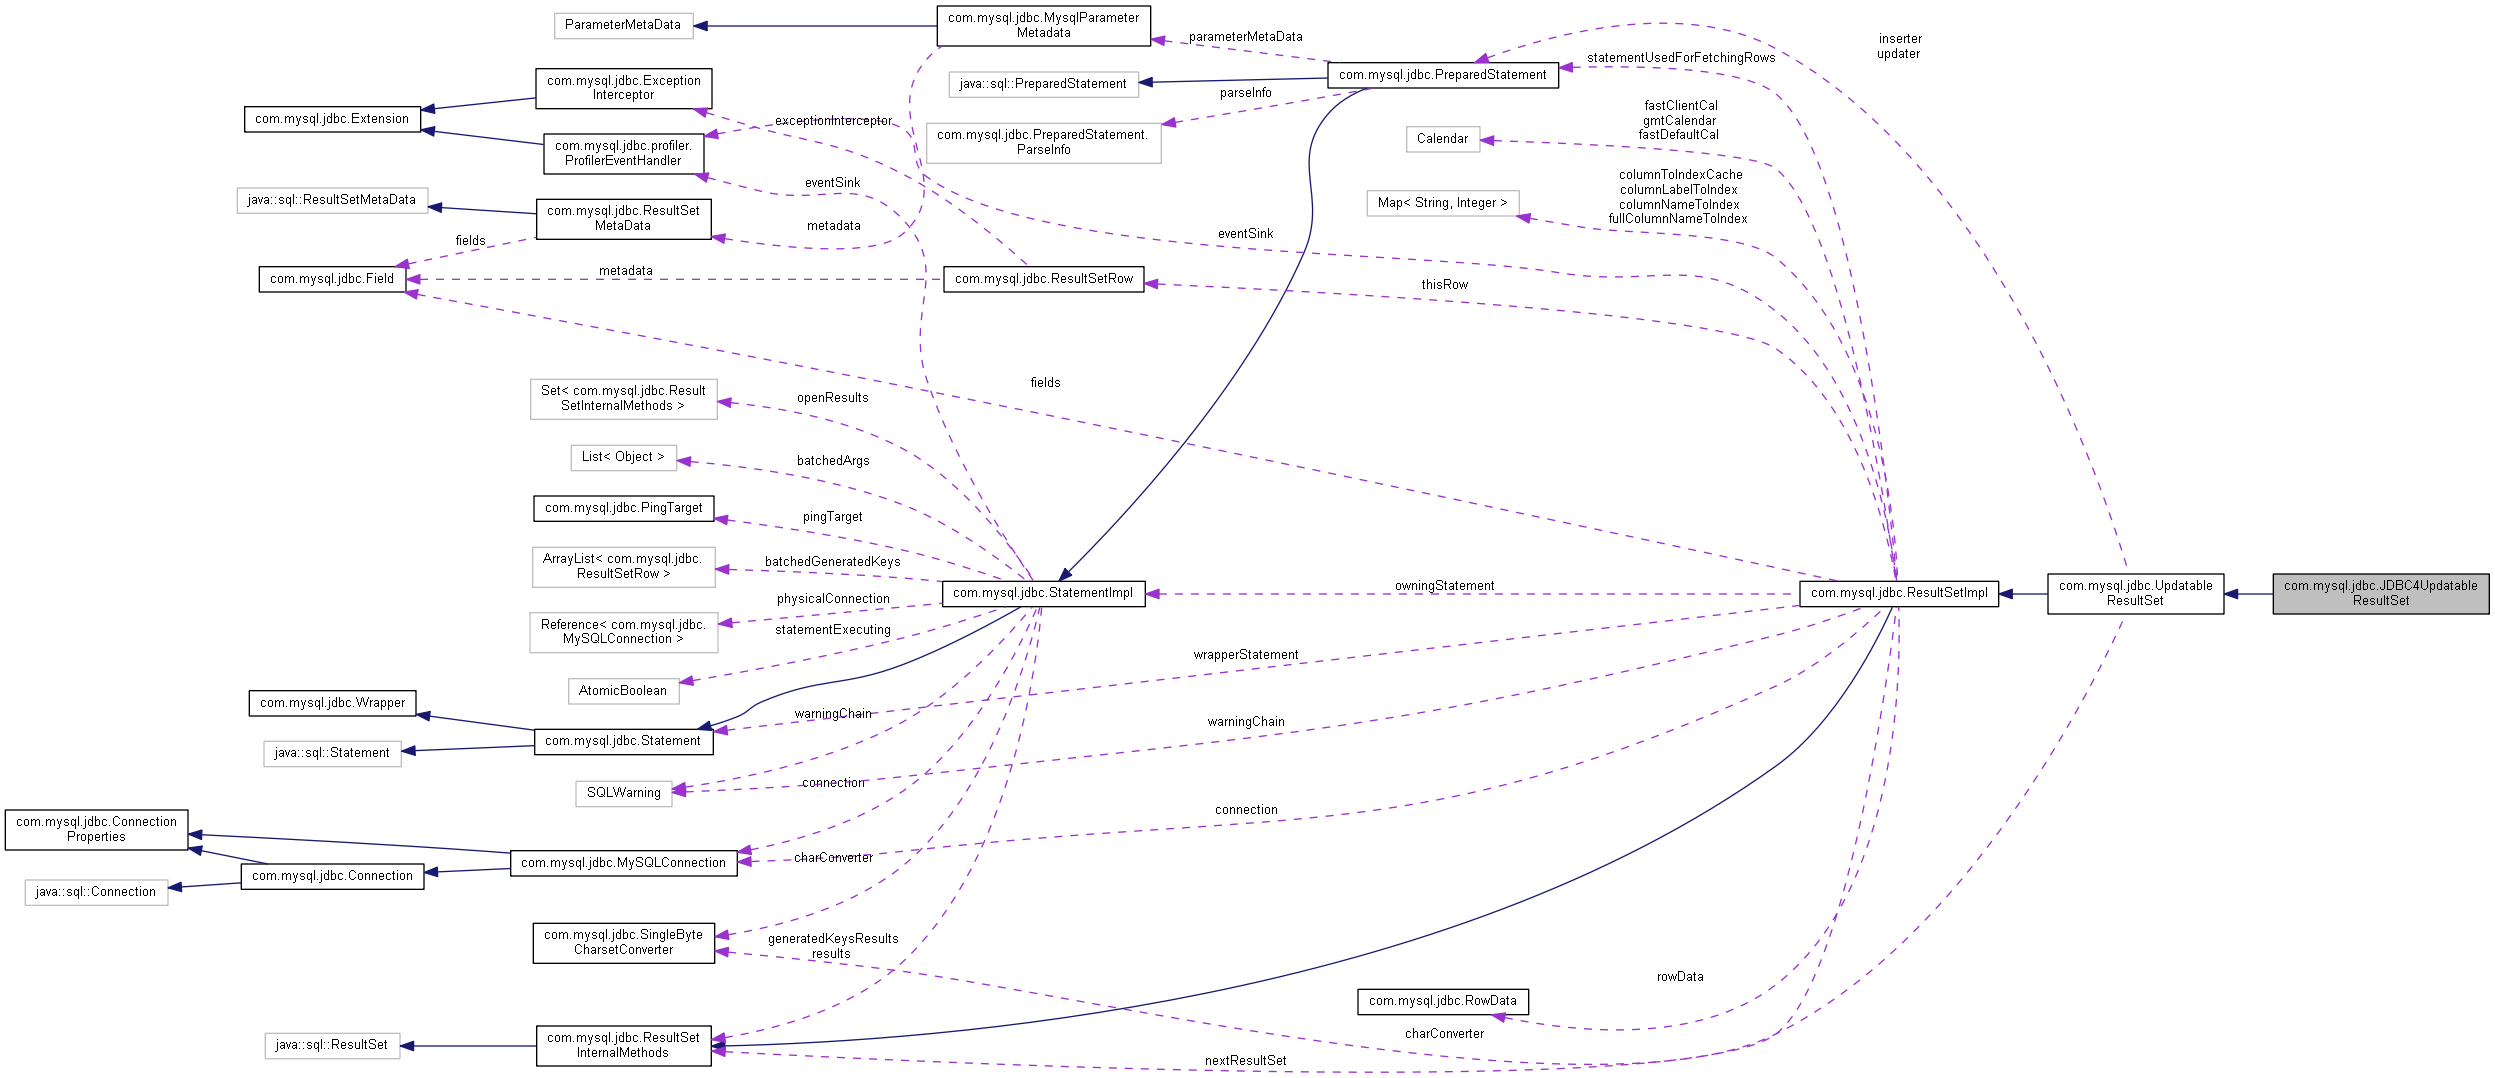 ParameterMetaData
com.mysql.jdbc.MysqlParameter
Metadata
parameterMetaData
inserter
updater
statementUsedForFetchingRows
com.mysql.jdbc.PreparedStatement
java::sql::PreparedStatement
parseInfo
com.mysql.jdbc.Exception
Interceptor
com.mysql.jdbc.Extension
exceptionInterceptor
com.mysql.jdbc.PreparedStatement.
ParseInfo
fastClientCal
gmtCalendar
fastDefaultCal
Calendar
com.mysql.jdbc.profiler.
ProfilerEventHandler
eventSink
columnToIndexCache
columnLabelToIndex
columnNameToIndex
fullColumnNameToIndex
Map< String, Integer >
java::sql::ResultSetMetaData
com.mysql.jdbc.ResultSet
MetaData
metadata
eventSink
fields
com.mysql.jdbc.Field
metadata
com.mysql.jdbc.ResultSetRow
thisRow
fields
Set< com.mysql.jdbc.Result
SetInternalMethods >
openResults
List< Object >
batchedArgs
com.mysql.jdbc.PingTarget
pingTarget
ArrayList< com.mysql.jdbc.
ResultSetRow >
batchedGeneratedKeys
com.mysql.jdbc.StatementImpl
owningStatement
com.mysql.jdbc.ResultSetImpl
com.mysql.jdbc.Updatable
ResultSet
com.mysql.jdbc.JDBC4Updatable
ResultSet
physicalConnection
Reference< com.mysql.jdbc.
MySQLConnection >
statementExecuting
wrapperStatement
AtomicBoolean
com.mysql.jdbc.Wrapper
warningChain
warningChain
com.mysql.jdbc.Statement
java::sql::Statement
SQLWarning
connection
connection
com.mysql.jdbc.Connection
Properties
com.mysql.jdbc.MySQLConnection
charConverter
com.mysql.jdbc.Connection
java::sql::Connection
com.mysql.jdbc.SingleByte
CharsetConverter
generatedKeysResults
results
rowData
com.mysql.jdbc.RowData
charConverter
java::sql::ResultSet
com.mysql.jdbc.ResultSet
InternalMethods
nextResultSet